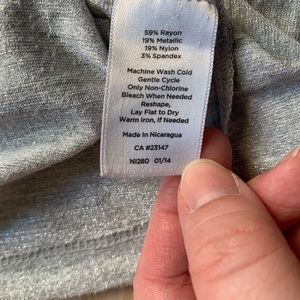 59% Rayon
19% Metallic
19% Nylon
3% Spandex
Machine Wash Cold
Gentle Cycle
Only Non-Chlorine
Bleach When Needed
Reshape,
Lay Flat to Dry
Warm Iron, If Needed
Made In Nicaragua
CA #23147
NI280 01/14